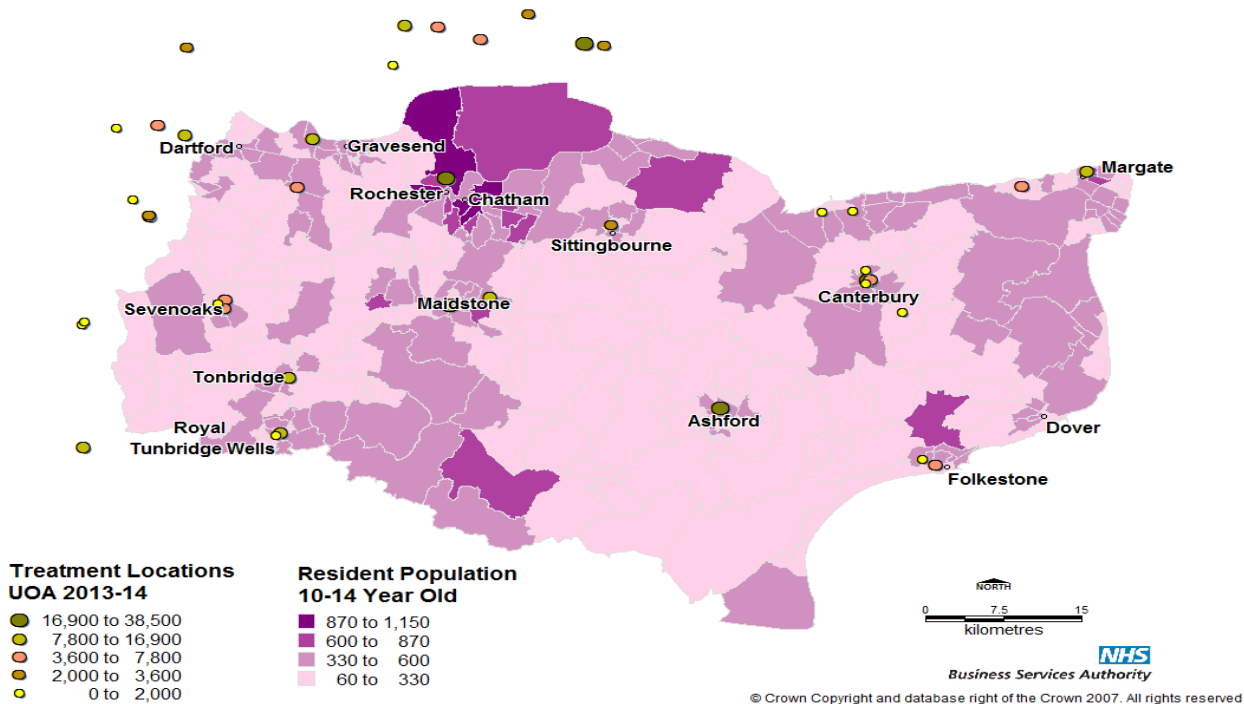 Dartford
Gravesend
Rochester
Chatham
Margate
Sittingbourne
Sevenoaks
Maidstone
Canterbury
Tonbridge
Ashford
Royal
Tunbridge Wells
Dover
Folkestone
Treatment Locations
UOA 2013-14
16,900 to 38,500
7,800 to 16,900
3,600 to 7,800
2,000 to 3,600
0 to 2,000
Resident Population
10-14 Year Old
870 to 1,150
600 to 870
330 to 600
60 to 330
NORTH
0 7.5 15
kilometres
NHS
Business Services Authority
© Crown Copyright and database right of the Crown 2007. All rights reserved